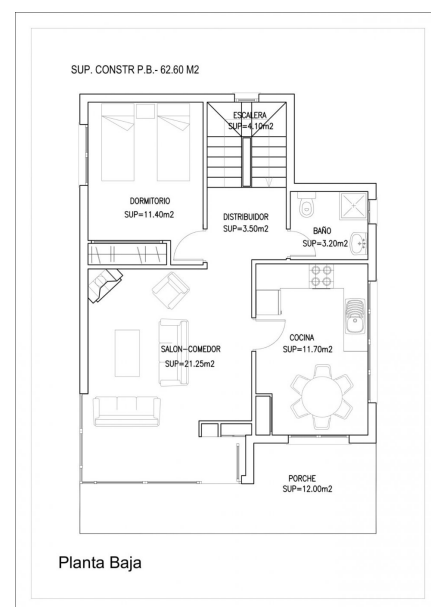 SUP. CONSTR P.B.- 62.60 M2
ESCALERA
SUP=4.10m2
DORMITORIO
SUP=11.40m2
DISTRIBUIDOR
SUP=3.50m2
BAÑO
SUP=3.20m2
SALON-COMEDOR
SUP=21.25m2
COCINA
SUP=11.70m2
PORCHE
SUP=12.00m2
Planta Baja